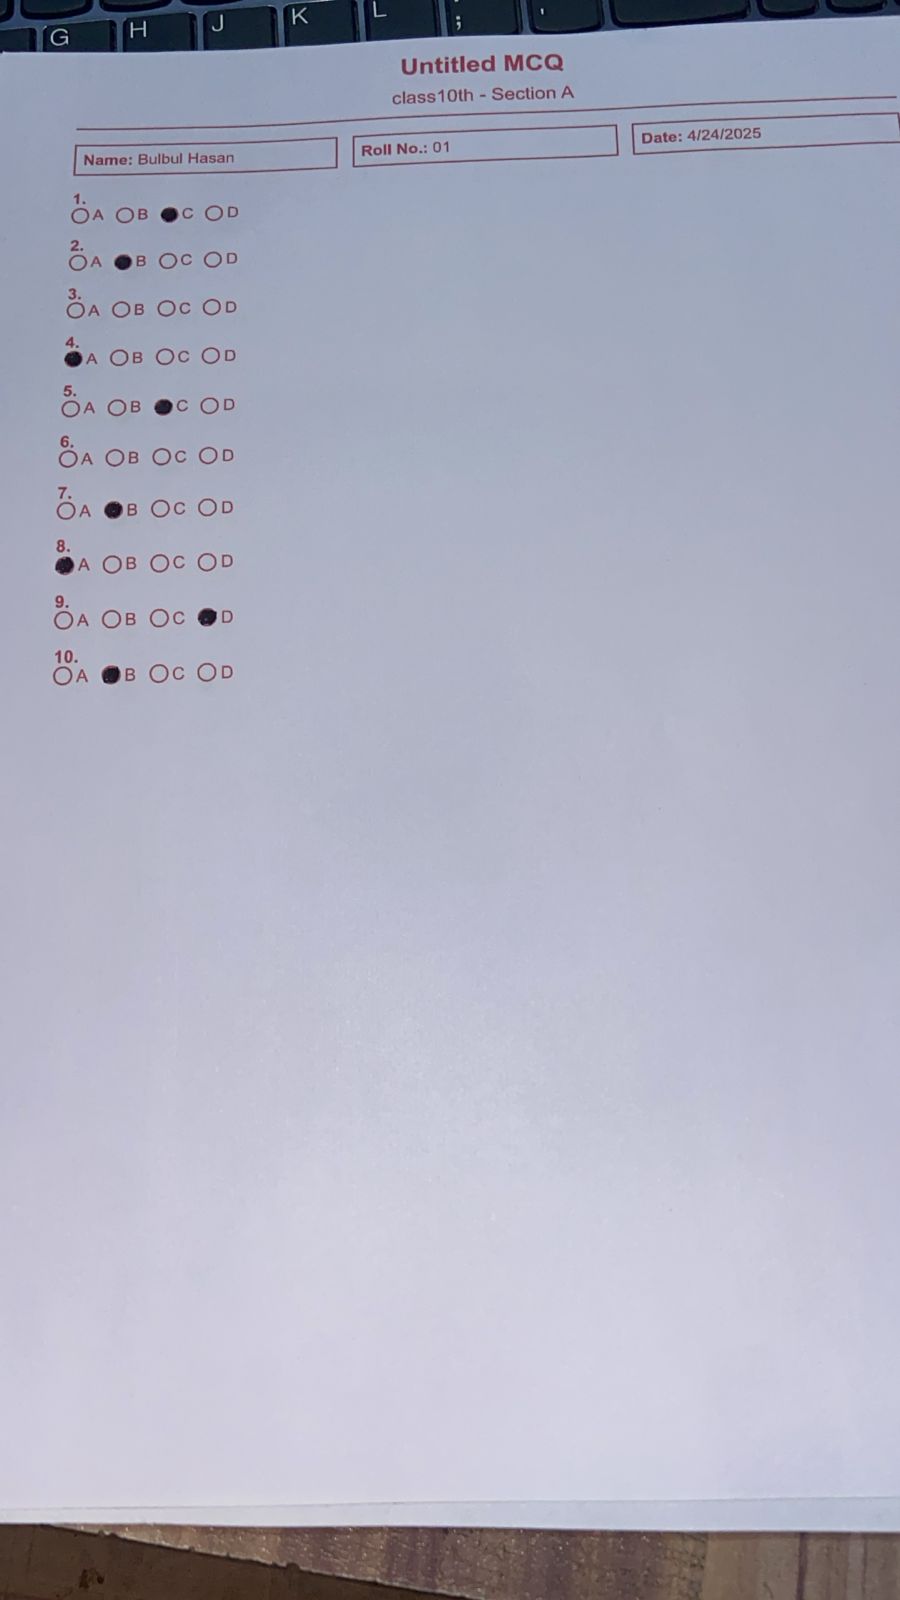 G H J K L ; '
Untitled MCQ
class10th - Section A
Name: Bulbul Hasan Roll No.: 01 Date: 4/24/2025
1.
A B C D
2.
A B C D
3.
A B C D
4.
A B C D
5.
A B C D
6.
A B C D
7.
A B C D
8.
A B C D
9.
A B C D
10.
A B C D